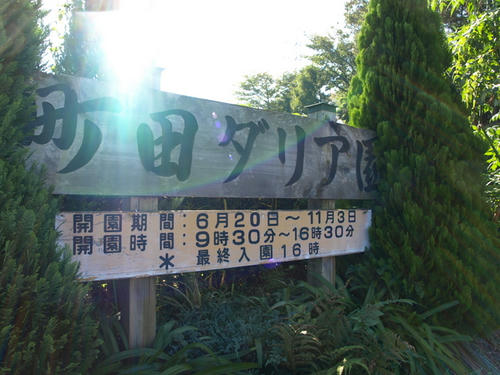 町田ダリア園
開園期間：6月20日～11月3日
開園時間：9時30分～16時30分
＊最終入園16時